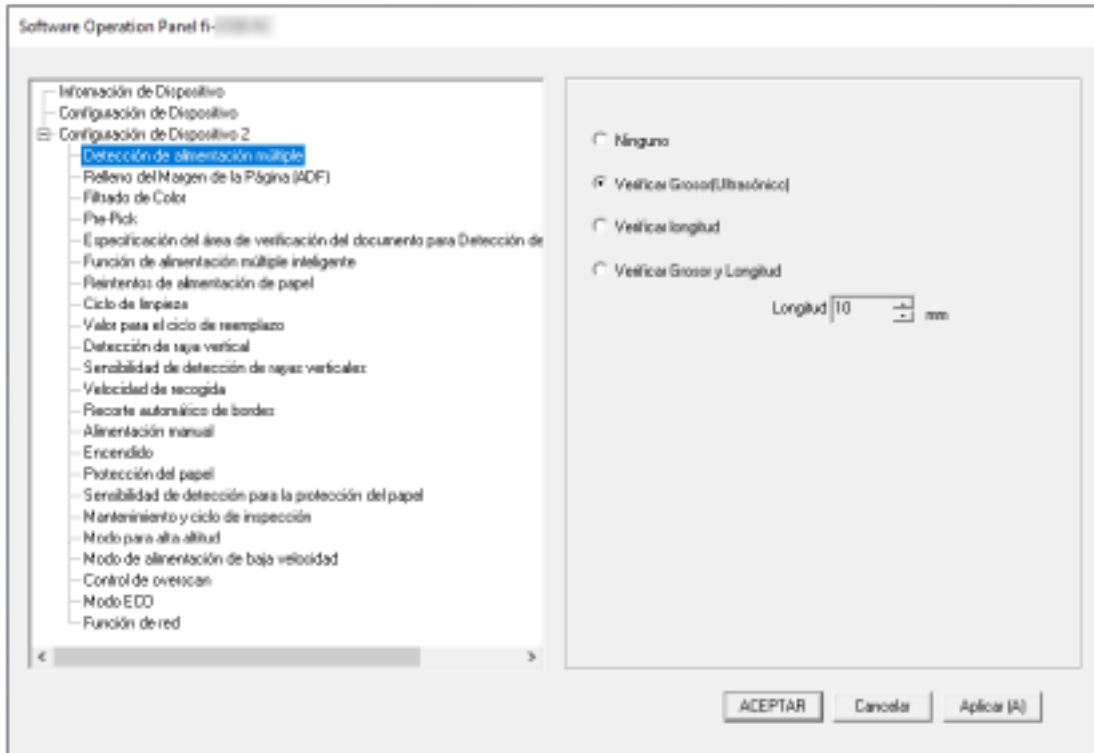 Software Operation Panel fi-
Información de Dispositivo
Configuración de Dispositivo
Configuración de Dispositivo 2
Detección de alimentación múltiple
Relleno del Margen de la Página (ADF)
Filtrado de Color
Pre-Pick
Especificación del área de verificación del documento para Detección de
Función de alimentación múltiple inteligente
Reintentos de alimentación de papel
Ciclo de limpieza
Valor para el ciclo de reemplazo
Detección de raya vertical
Sensibilidad de detección de rayas verticales
Velocidad de recogida
Recorte automático de bordes
Alimentación manual
Encendido
Protección del papel
Sensibilidad de detección para la protección del papel
Mantenimiento y ciclo de inspección
Modo para alta altitud
Modo de alimentación de baja velocidad
Control de overscan
Modo ECO
Función de red
Ninguno
Verificar Grosor(Ultrasónico)
Verificar longitud
Verificar Grosor y Longitud
Longitud 10 mm
ACEPTAR Cancelar Aplicar (A)